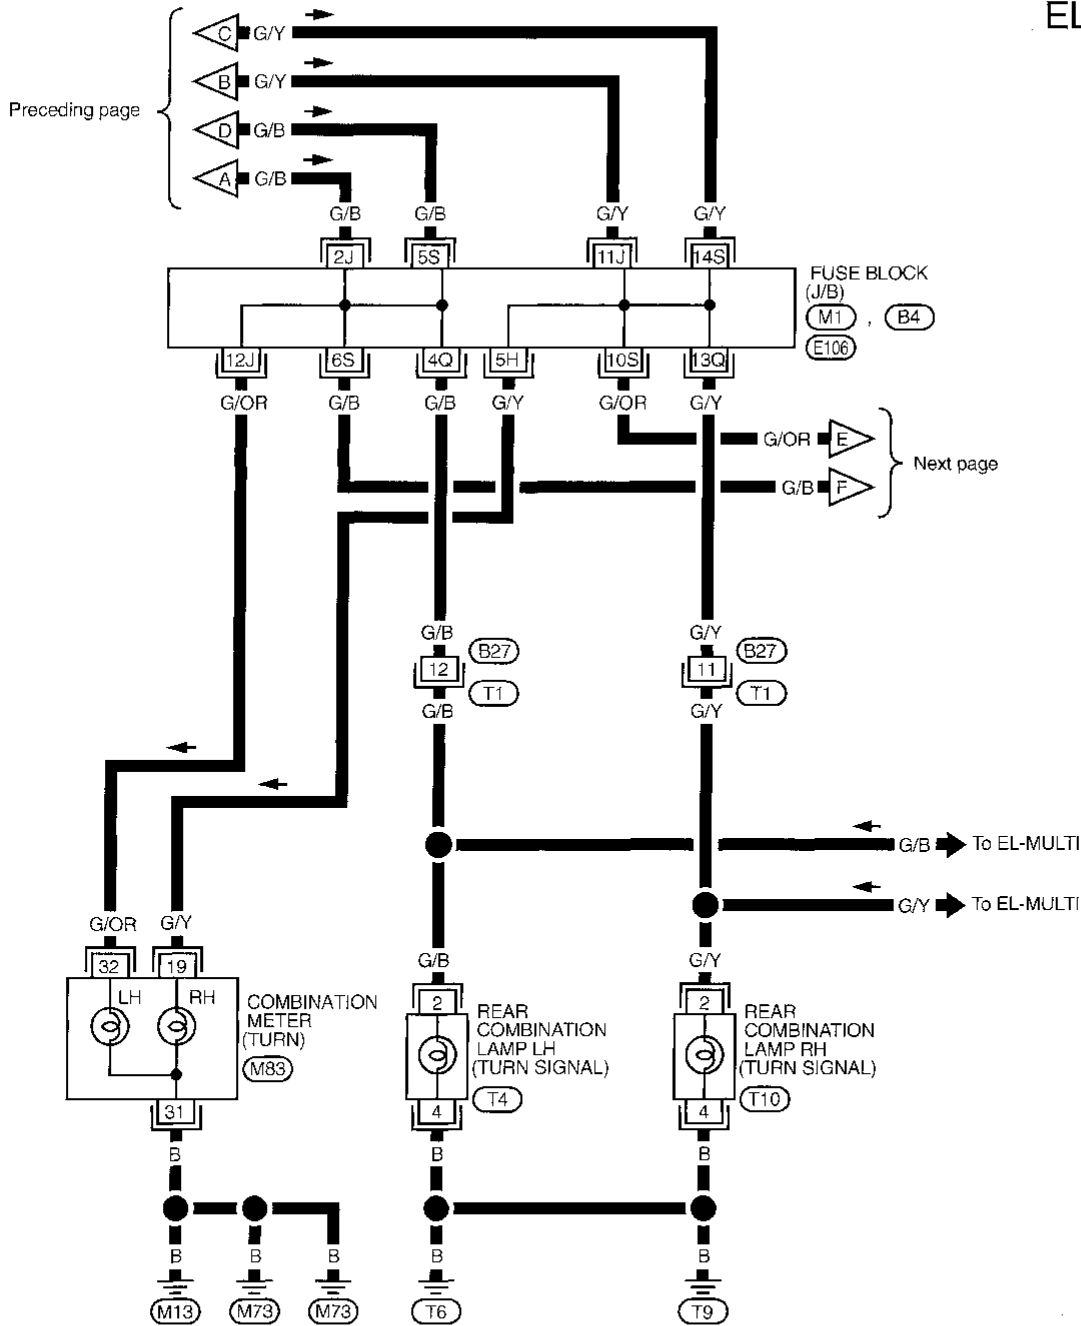 EL
C G/Y
B G/Y
Preceding page
D G/B
A G/B
G/B G/B G/Y G/Y
2J 5S 11J 14S
FUSE BLOCK
(J/B)
M1 , B4
E106
12J 6S 4Q 5H 10S 13Q
G/OR G/B G/B G/Y G/OR G/Y
G/OR E
Next page
G/B F
G/B G/Y
B27 B27
12 11
T1 T1
G/B G/Y
G/B To EL-MULTI
G/Y To EL-MULTI
G/OR G/Y
G/B G/Y
32 19
LH RH
2 2
COMBINATION
METER
(TURN)
M83
REAR
COMBINATION
LAMP LH
(TURN SIGNAL)
T4
REAR
COMBINATION
LAMP RH
(TURN SIGNAL)
T10
31 4 4
B B B
B B B B B
M13 M73 M73 T6 T9